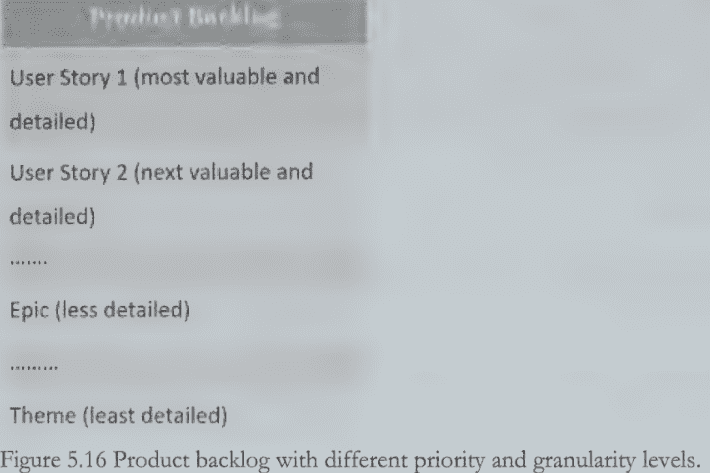 Product Backlog
User Story 1 (most valuable and
detailed)
User Story 2 (next valuable and
detailed)
.......
Epic (less detailed)
.........
Theme (least detailed)
Figure 5.16 Product backlog with different priority and granularity levels.